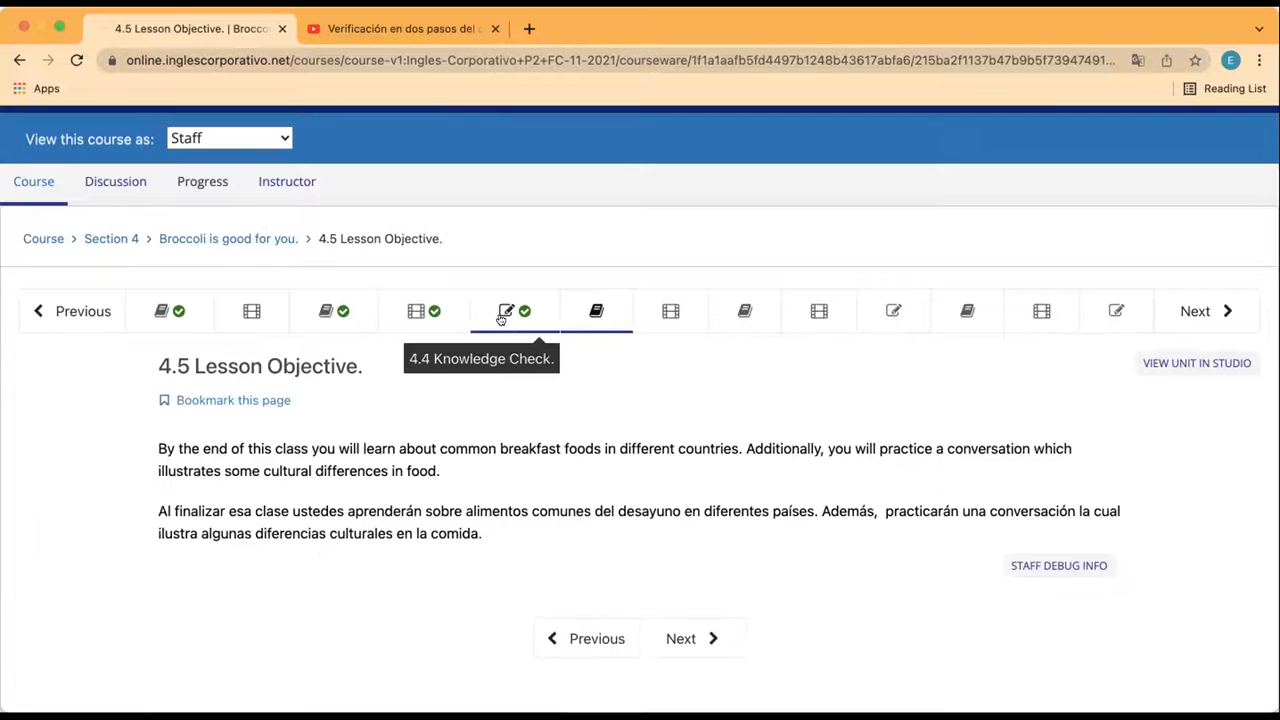 4.5 Lesson Objective. | Brocco
Verificación en dos pasos del c
online.inglescorporativo.net/courses/course-v1:Ingles-Corporativo+P2+FC-11-2021/courseware/1f1a1aafb5fd4497b1248b43617abfa6/215ba2f1137b47b9b5f73947491...
E
Apps
Reading List
View this course as: Staff
Course Discussion Progress Instructor
Course > Section 4 > Broccoli is good for you. > 4.5 Lesson Objective.
Previous
Next
4.4 Knowledge Check.
4.5 Lesson Objective.
VIEW UNIT IN STUDIO
Bookmark this page
By the end of this class you will learn about common breakfast foods in different countries. Additionally, you will practice a conversation which
illustrates some cultural differences in food.
Al finalizar esa clase ustedes aprenderán sobre alimentos comunes del desayuno en diferentes países. Además, practicarán una conversación la cual
ilustra algunas diferencias culturales en la comida.
STAFF DEBUG INFO
Previous Next